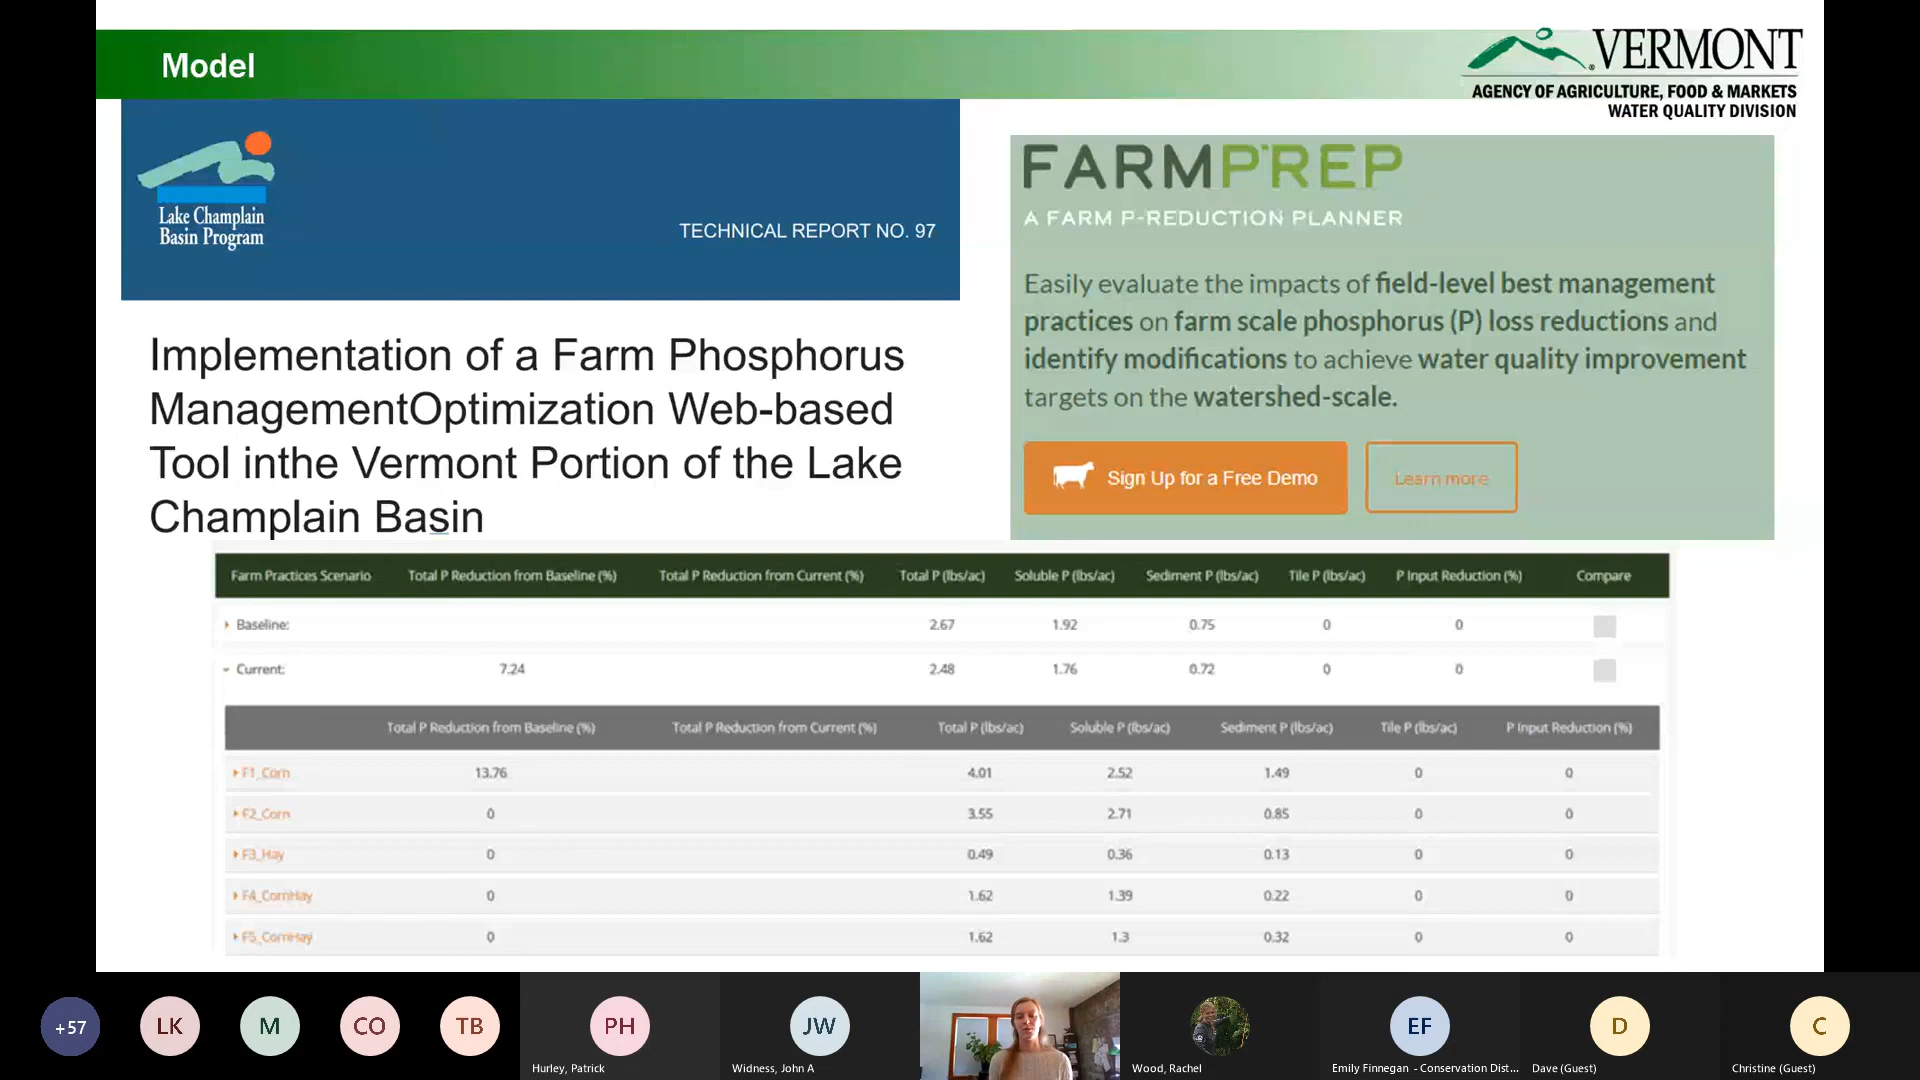 Model
VERMONT
AGENCY OF AGRICULTURE, FOOD & MARKETS
WATER QUALITY DIVISION
Lake Champlain
Basin Program
TECHNICAL REPORT NO. 97
Implementation of a Farm Phosphorus
ManagementOptimization Web-based
Tool inthe Vermont Portion of the Lake
Champlain Basin
FARMPREP
A FARM P-REDUCTION PLANNER
Easily evaluate the impacts of field-level best management
practices on farm scale phosphorus (P) loss reductions and
identify modifications to achieve water quality improvement
targets on the watershed-scale.
Sign Up for a Free Demo
Learn more
Farm Practices Scenario Total P Reduction from Baseline (%) Total P Reduction from Current (%) Total P (lbs/ac) Soluble P (lbs/ac) Sediment P (lbs/ac) Tile P (lbs/ac) P Input Reduction (%) Compare
Baseline: 2.67 1.92 0.75 0 0
Current: 7.24 2.48 1.76 0.72 0 0
Total P Reduction from Baseline (%) Total P Reduction from Current (%) Total P (lbs/ac) Soluble P (lbs/ac) Sediment P (lbs/ac) Tile P (lbs/ac) P Input Reduction (%)
F1_Corn 13.76 4.01 2.52 1.49 0 0
F2_Corn 0 3.55 2.71 0.85 0 0
F3_Hay 0 0.49 0.36 0.13 0 0
F4_CornHay 0 1.62 1.39 0.22 0 0
F5_CornHay 0 1.62 1.3 0.32 0 0
+57
LK
M
CO
TB
PH
Hurley, Patrick
JW
Widness, John A
Wood, Rachel
EF
Emily Finnegan - Conservation Dist...
D
Dave (Guest)
C
Christine (Guest)